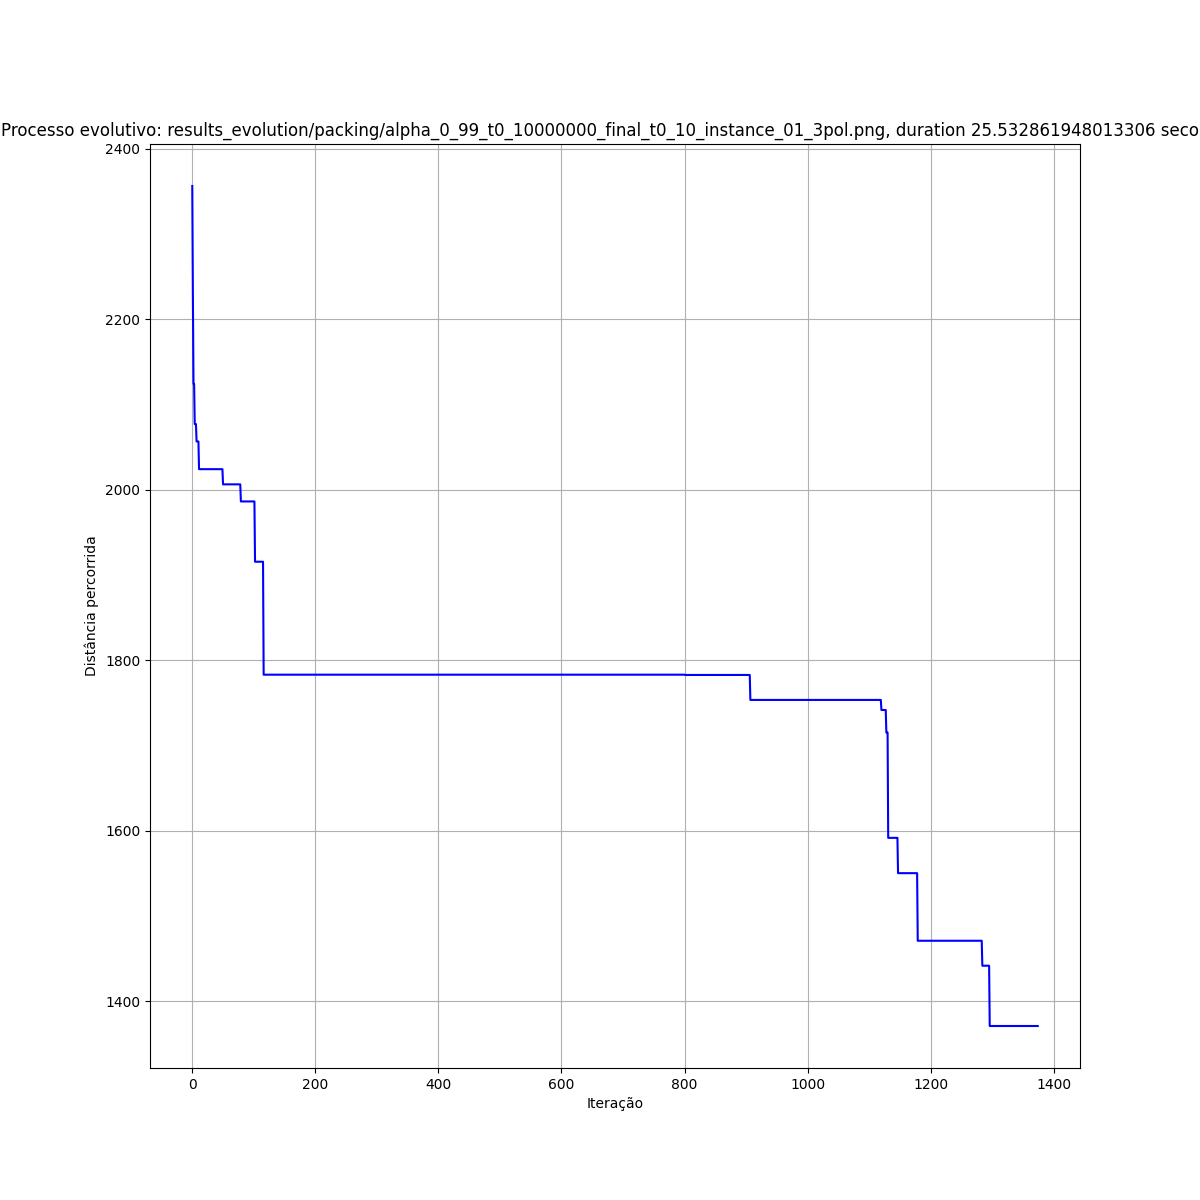 Processo evolutivo: results_evolution/packing/alpha_0_99_t0_10000000_final_t0_10_instance_01_3pol.png, duration 25.532861948013306 seco
2400
2200
2000
1800
1600
1400
Distância percorrida
0 200 400 600 800 1000 1200 1400
Iteração